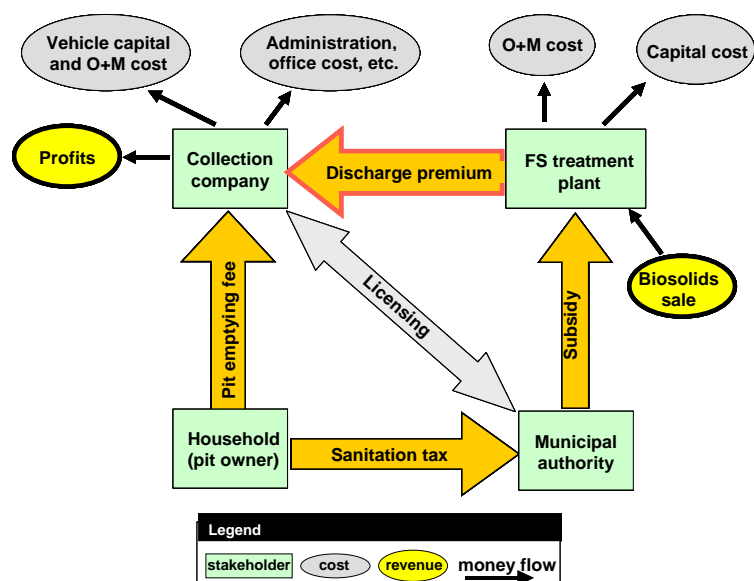 Vehicle capital
and O+M cost
Administration,
office cost, etc.
O+M cost
Capital cost
Profits
Collection
company
Discharge premium
FS treatment
plant
Biosolids
sale
Pit emptying fee
Licensing
Subsidy
Household
(pit owner)
Sanitation tax
Municipal
authority
Legend
stakeholder
cost
revenue
money flow